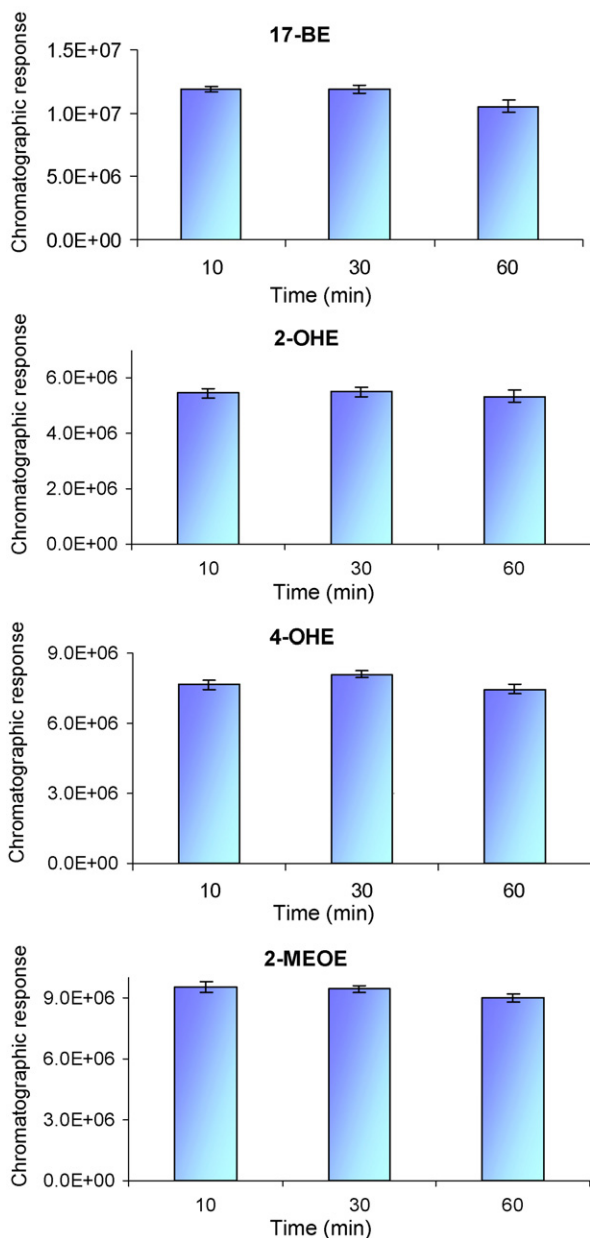 17-BE
Chromatographic response
1.5E+07
1.0E+07
5.0E+06
0.0E+00
10 30 60
Time (min)
2-OHE
Chromatographic response
6.0E+06
4.0E+06
2.0E+06
0.0E+00
10 30 60
Time (min)
4-OHE
Chromatographic response
9.0E+06
6.0E+06
3.0E+06
0.0E+00
10 30 60
Time (min)
2-MEOE
Chromatographic response
9.0E+06
6.0E+06
3.0E+06
0.0E+00
10 30 60
Time (min)